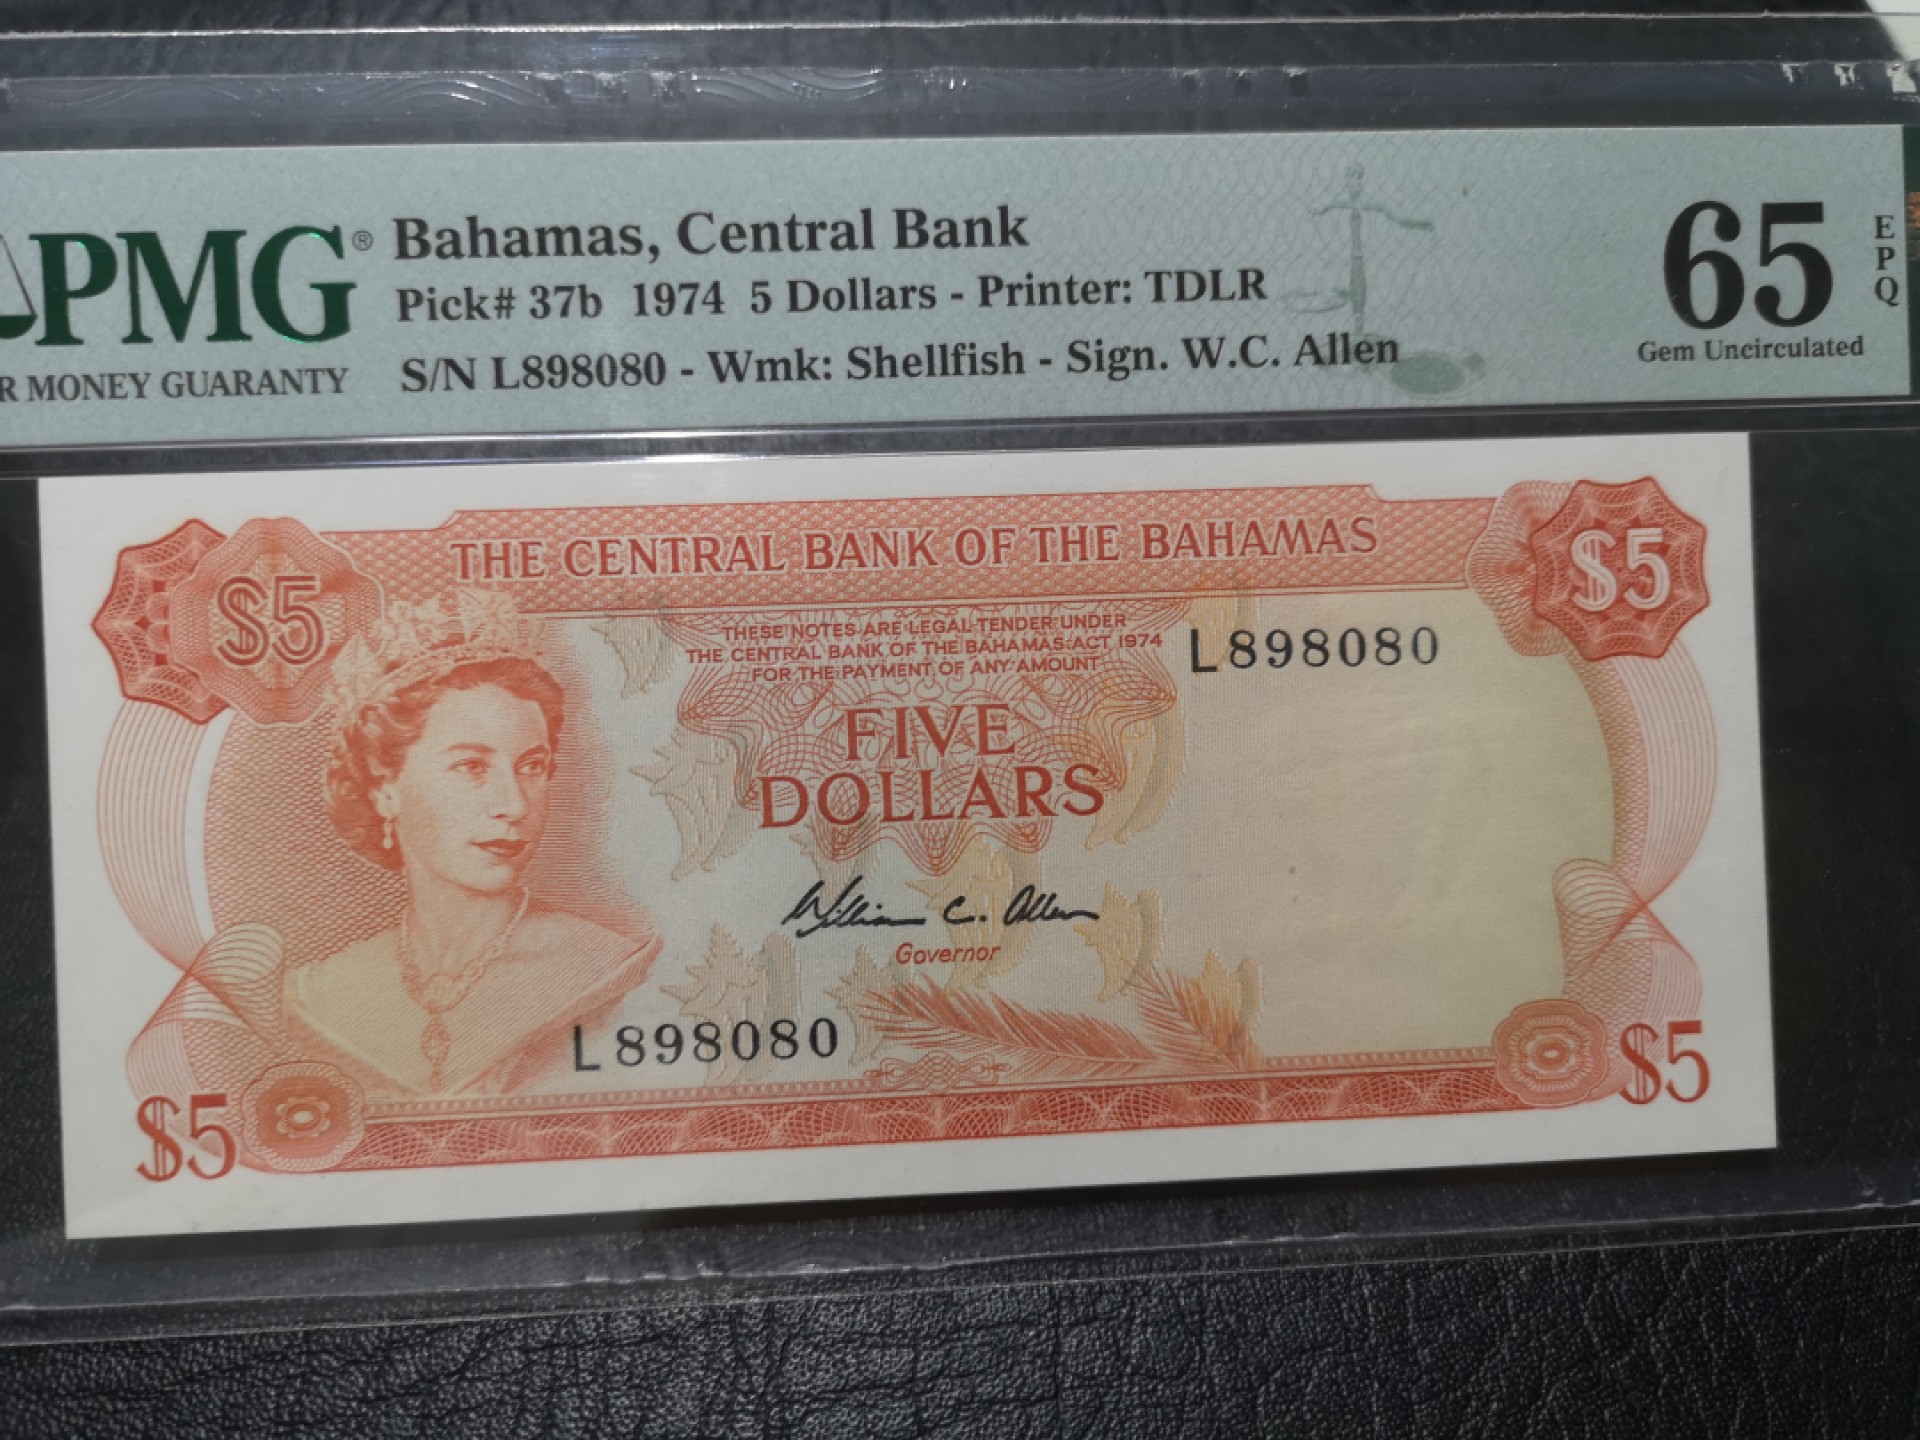 PMG®
R MONEY GUARANTY
Bahamas, Central Bank
Pick# 37b 1974 5 Dollars - Printer: TDLR
S/N L898080 - Wmk: Shellfish - Sign. W.C. Allen
65
EPQ
Gem Uncirculated
$5
THE CENTRAL BANK OF THE BAHAMAS
$5
THESE NOTES ARE LEGAL TENDER UNDER
THE CENTRAL BANK OF THE BAHAMAS ACT 1974
FOR THE PAYMENT OF ANY AMOUNT
L898080
FIVE
DOLLARS
William C. Allen
Governor
L898080
$5
$5